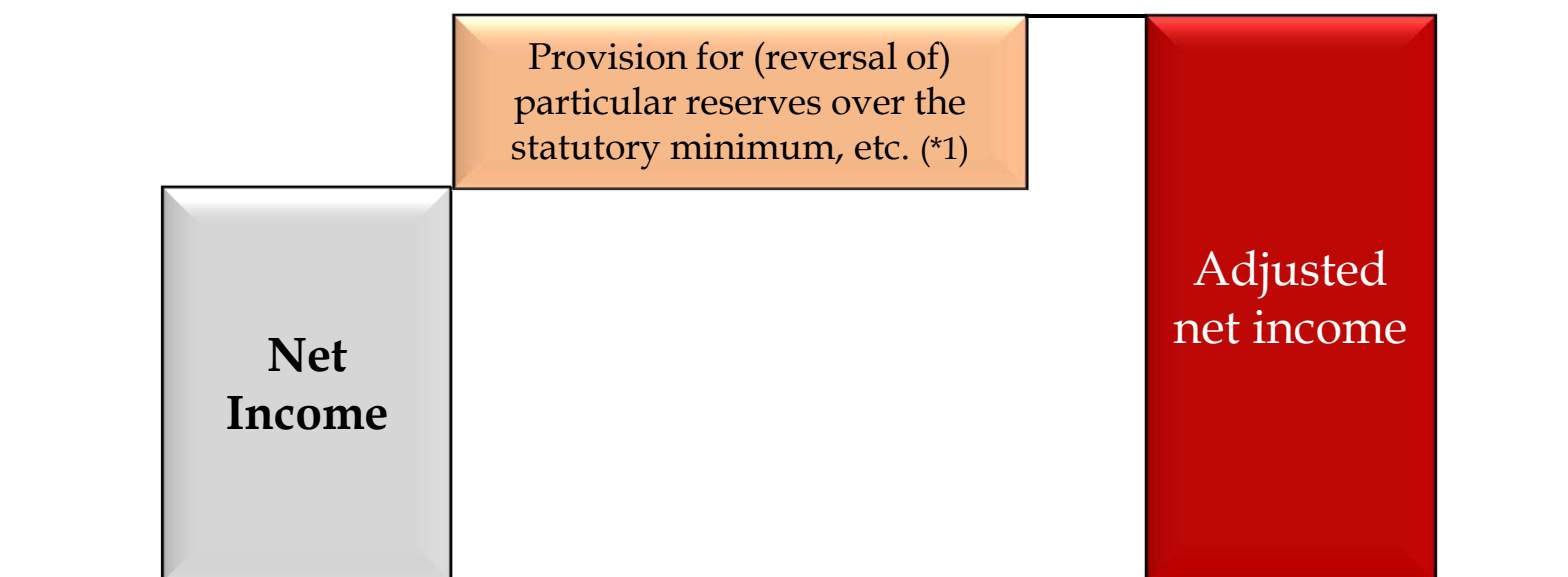 Provision for (reversal of)
particular reserves over the
statutory minimum, etc. (*1)
Net
Income
Adjusted
net income